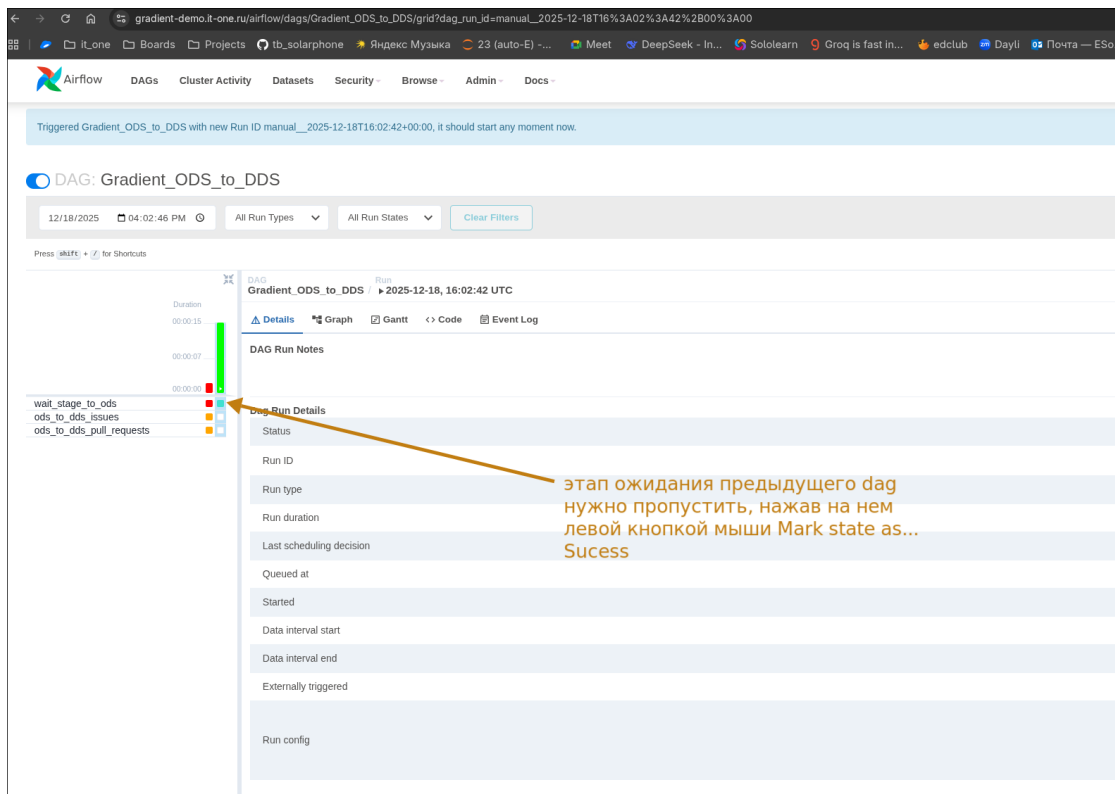 gradient-demo.it-one.ru/airflow/dags/Gradient_ODS_to_DDS/grid?dag_run_id=manual__2025-12-18T16%3A02%3A42%2B00%3A00
it_one Boards Projects tb_solarphone Яндекс Музыка 23 (auto-E) -... Meet DeepSeek - In... Sololearn Groq is fast in... edclub Dayli Почта — ESo
Airflow DAGs Cluster Activity Datasets Security Browse Admin Docs
Triggered Gradient_ODS_to_DDS with new Run ID manual__2025-12-18T16:02:42+00:00, it should start any moment now.
DAG: Gradient_ODS_to_DDS
12/18/2025 04:02:46 PM All Run Types All Run States Clear Filters
Press shift + / for Shortcuts
DAG Run
Gradient_ODS_to_DDS / 2025-12-18, 16:02:42 UTC
Duration
00:00:15
00:00:07
00:00:00
Details Graph Gantt <> Code Event Log
DAG Run Notes
wait_stage_to_ods
ods_to_dds_issues
ods_to_dds_pull_requests
Dag Run Details
Status
Run ID
Run type
Run duration
Last scheduling decision
Queued at
Started
Data interval start
Data interval end
Externally triggered
Run config
этап ожидания предыдущего dag
нужно пропустить, нажав на нем
левой кнопкой мыши Mark state as...
Sucess